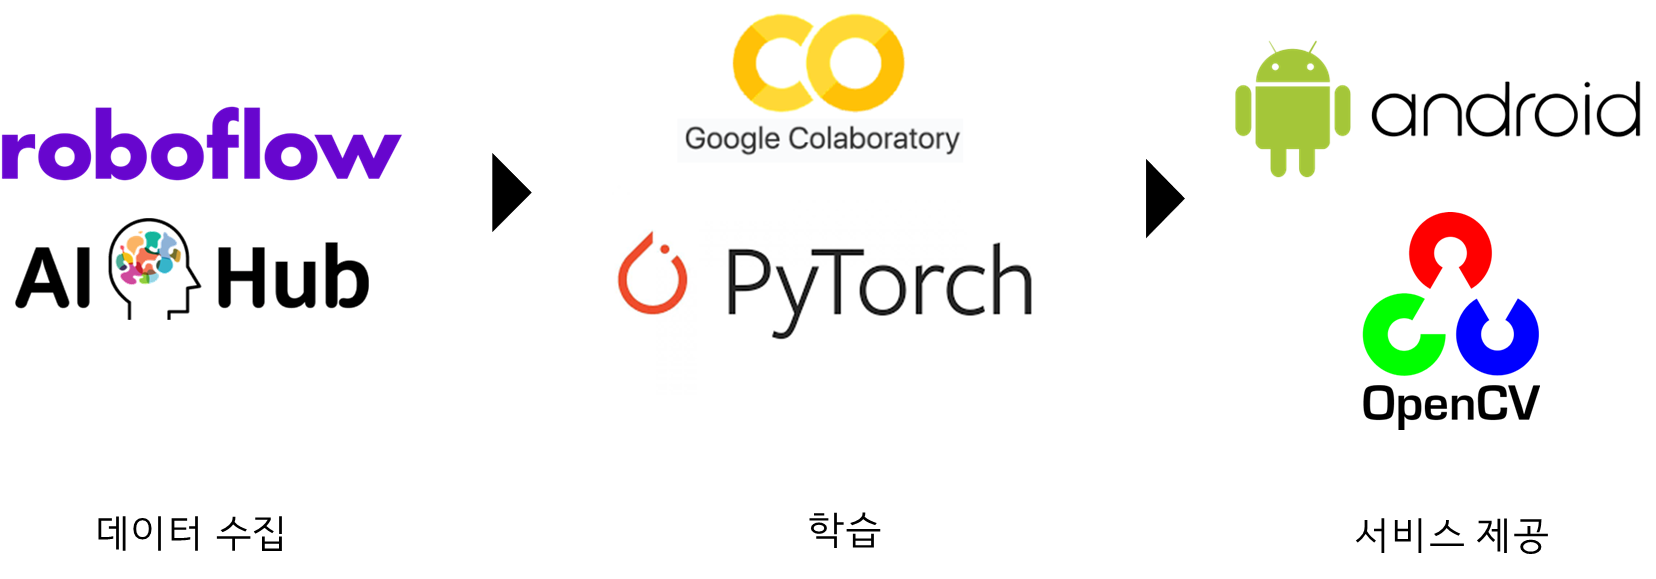 roboflow
AI Hub
데이터 수집
Google Colaboratory
PyTorch
학습
android
OpenCV
서비스 제공